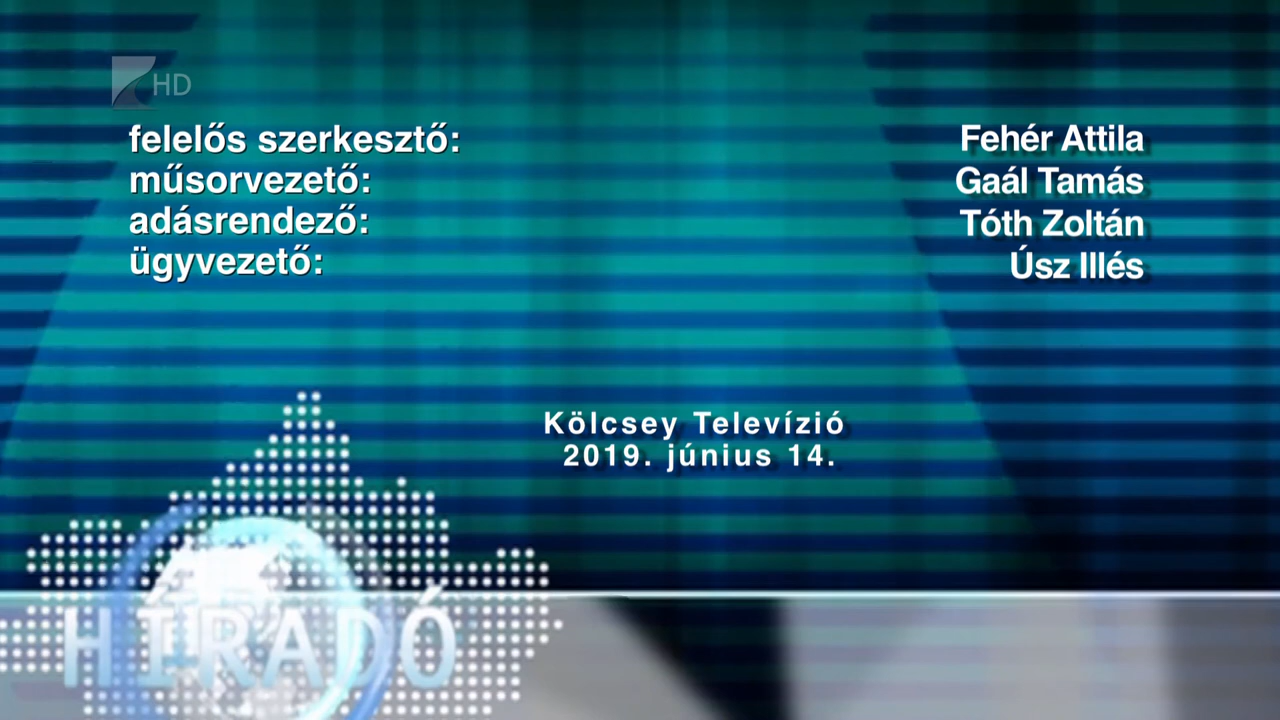 HD
felelős szerkesztő: Fehér Attila
műsorvezető: Gaál Tamás
adásrendező: Tóth Zoltán
ügyvezető: Úsz Illés
Kölcsey Televízió
2019. június 14.
HÍRADÓ